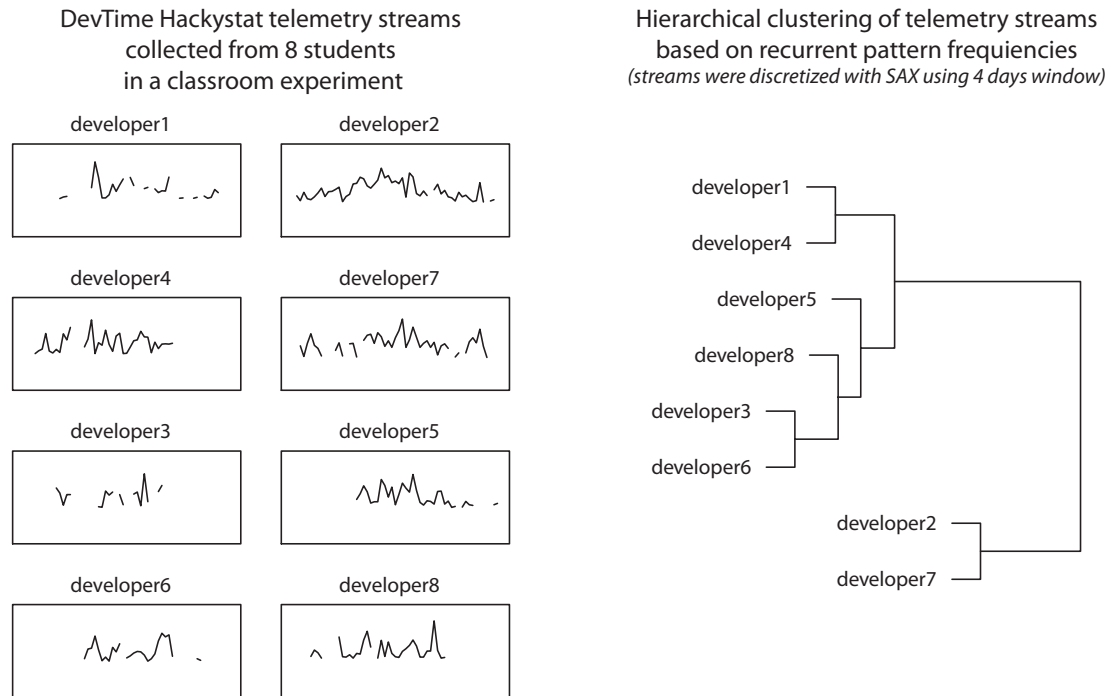 DevTime Hackystat telemetry streams
collected from 8 students
in a classroom experiment
developer1
developer2
developer4
developer7
developer3
developer5
developer6
developer8
Hierarchical clustering of telemetry streams
based on recurrent pattern frequiencies
(streams were discretized with SAX using 4 days window)
developer1
developer4
developer5
developer8
developer3
developer6
developer2
developer7